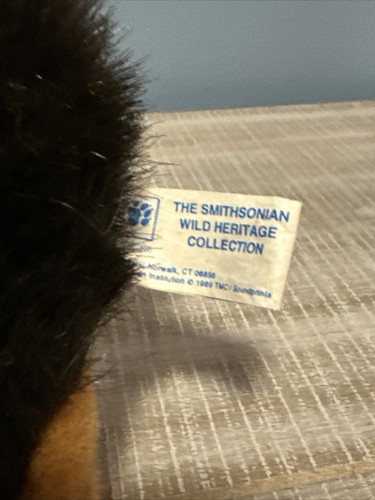 THE SMITHSONIAN
WILD HERITAGE
COLLECTION
Norwalk, CT 06856
Institution © 1989 TMC/Soundprints